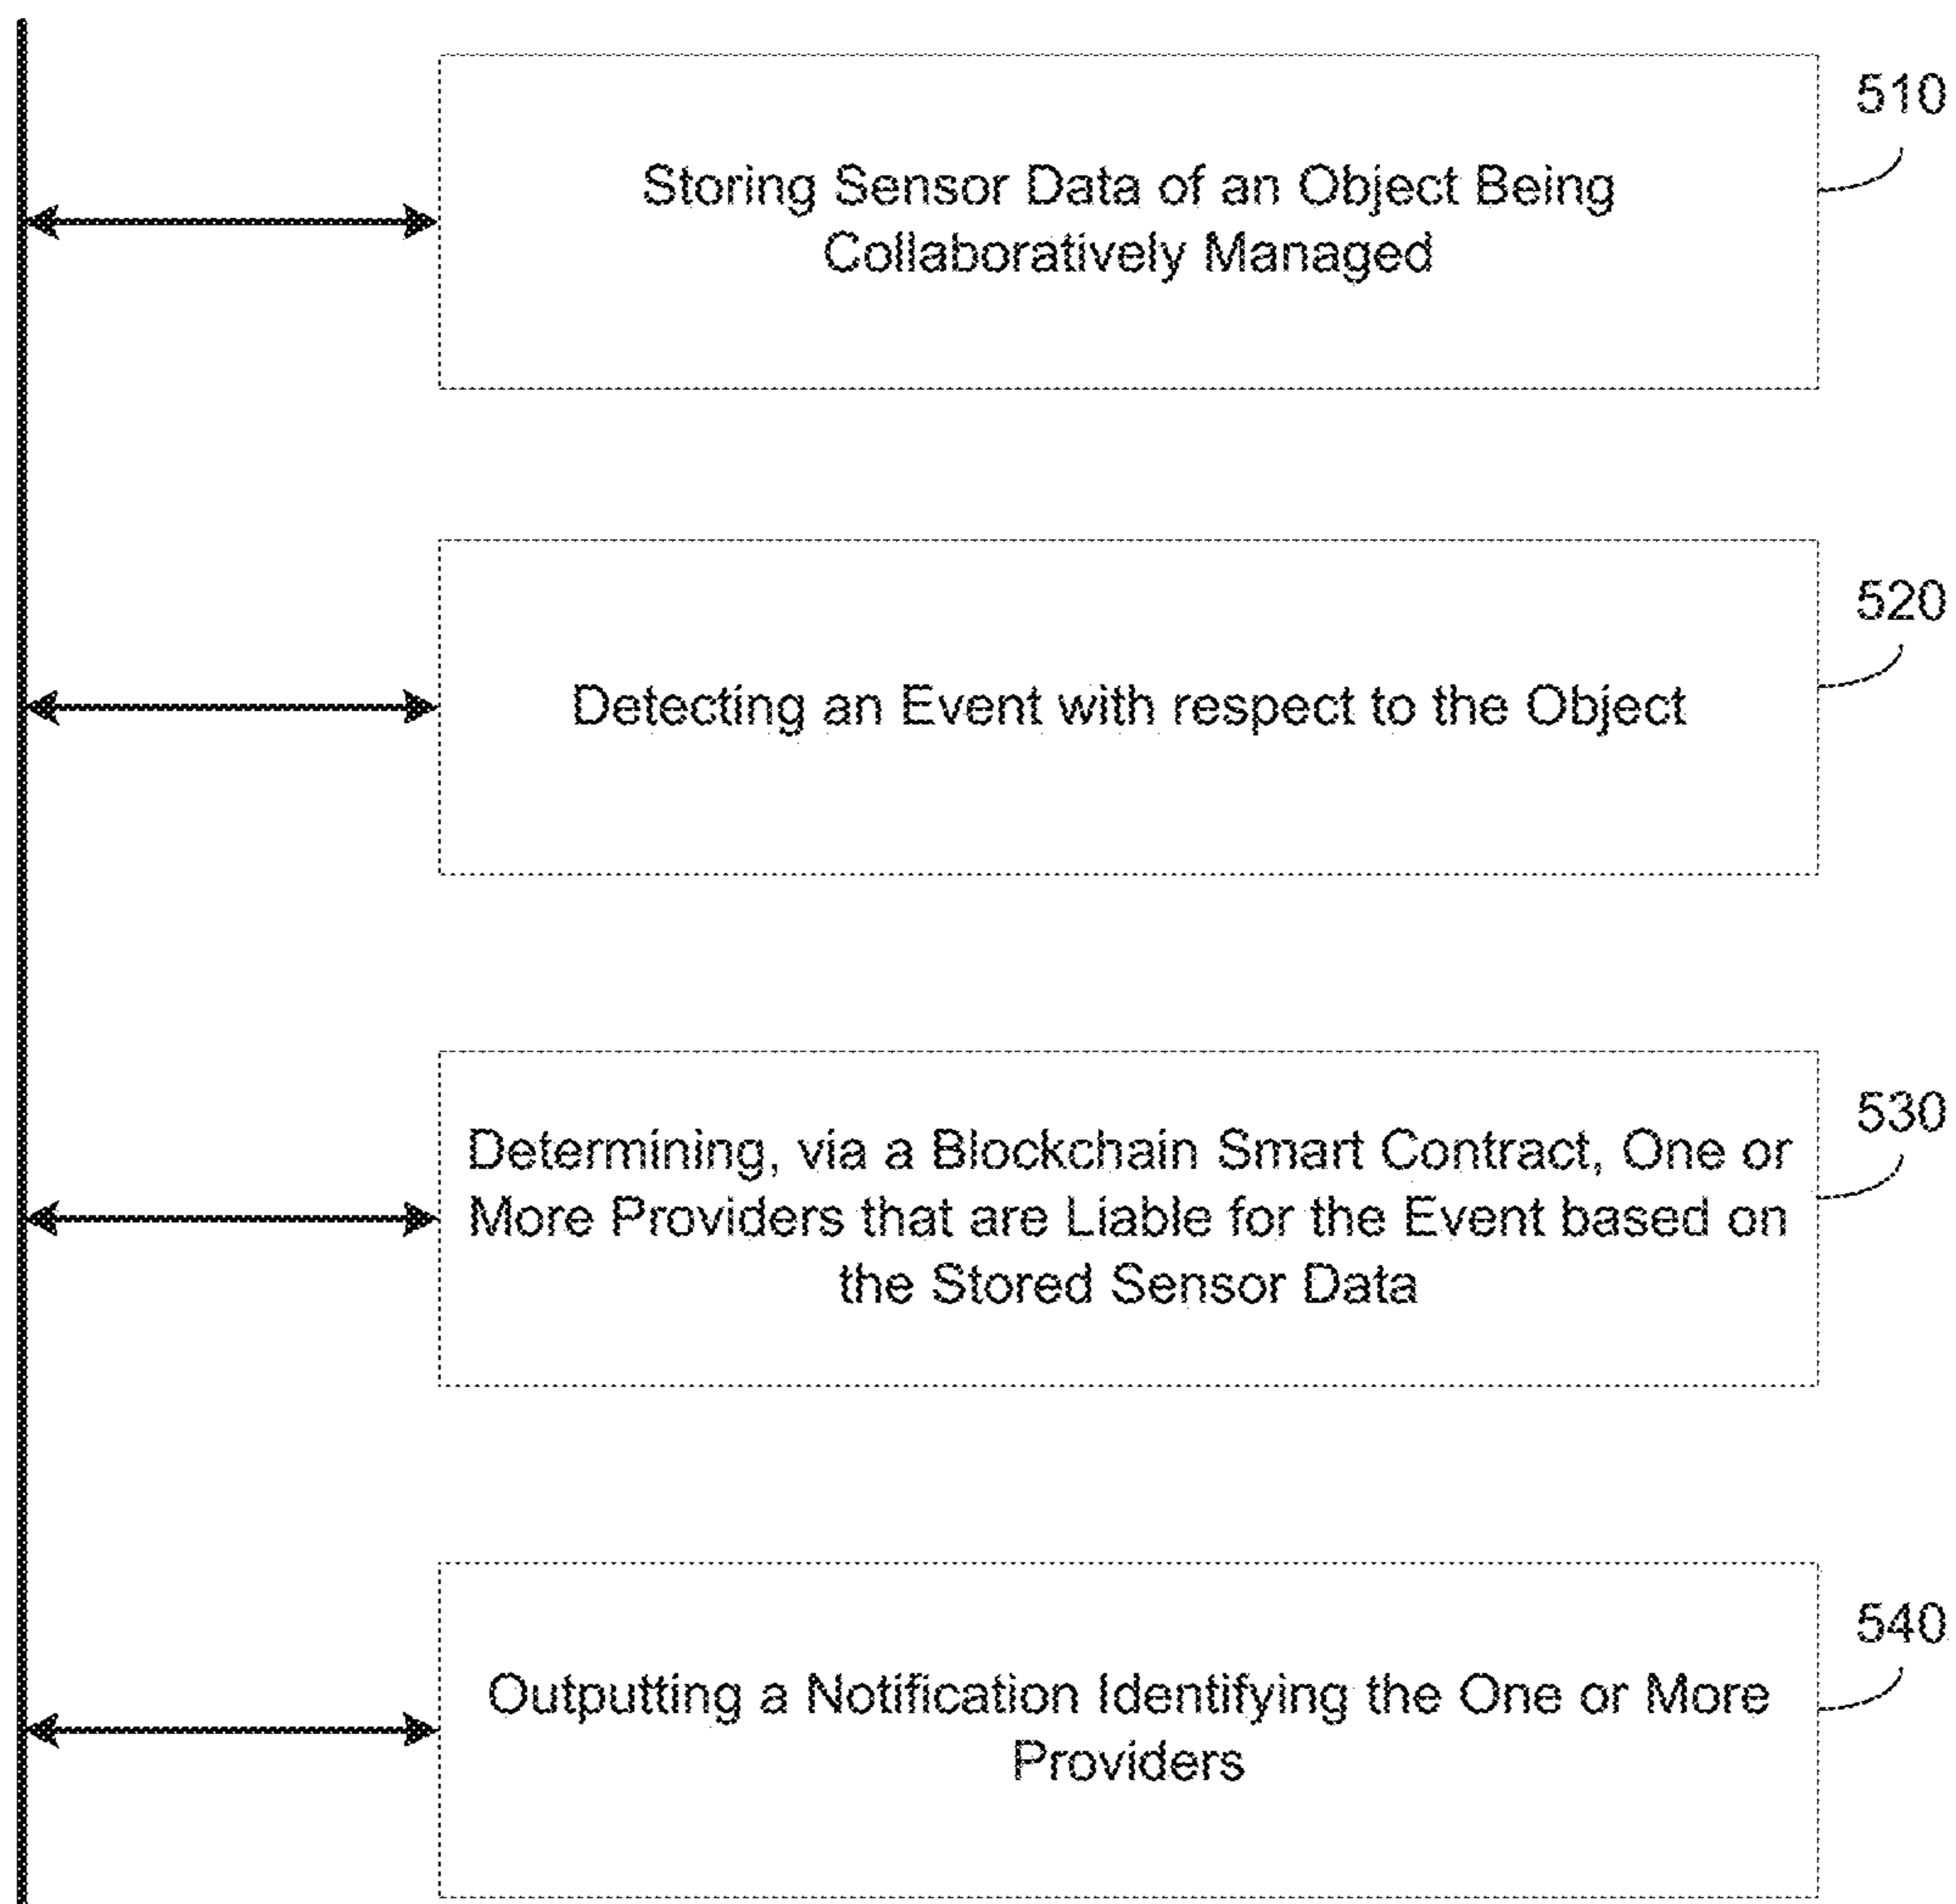 510
Storing Sensor Data of an Object Being
Collaboratively Managed
520
Detecting an Event with respect to the Object
530
Determining, via a Blockchain Smart Contract, One or
More Providers that are Liable for the Event based on
the Stored Sensor Data
540
Outputting a Notification Identifying the One or More
Providers